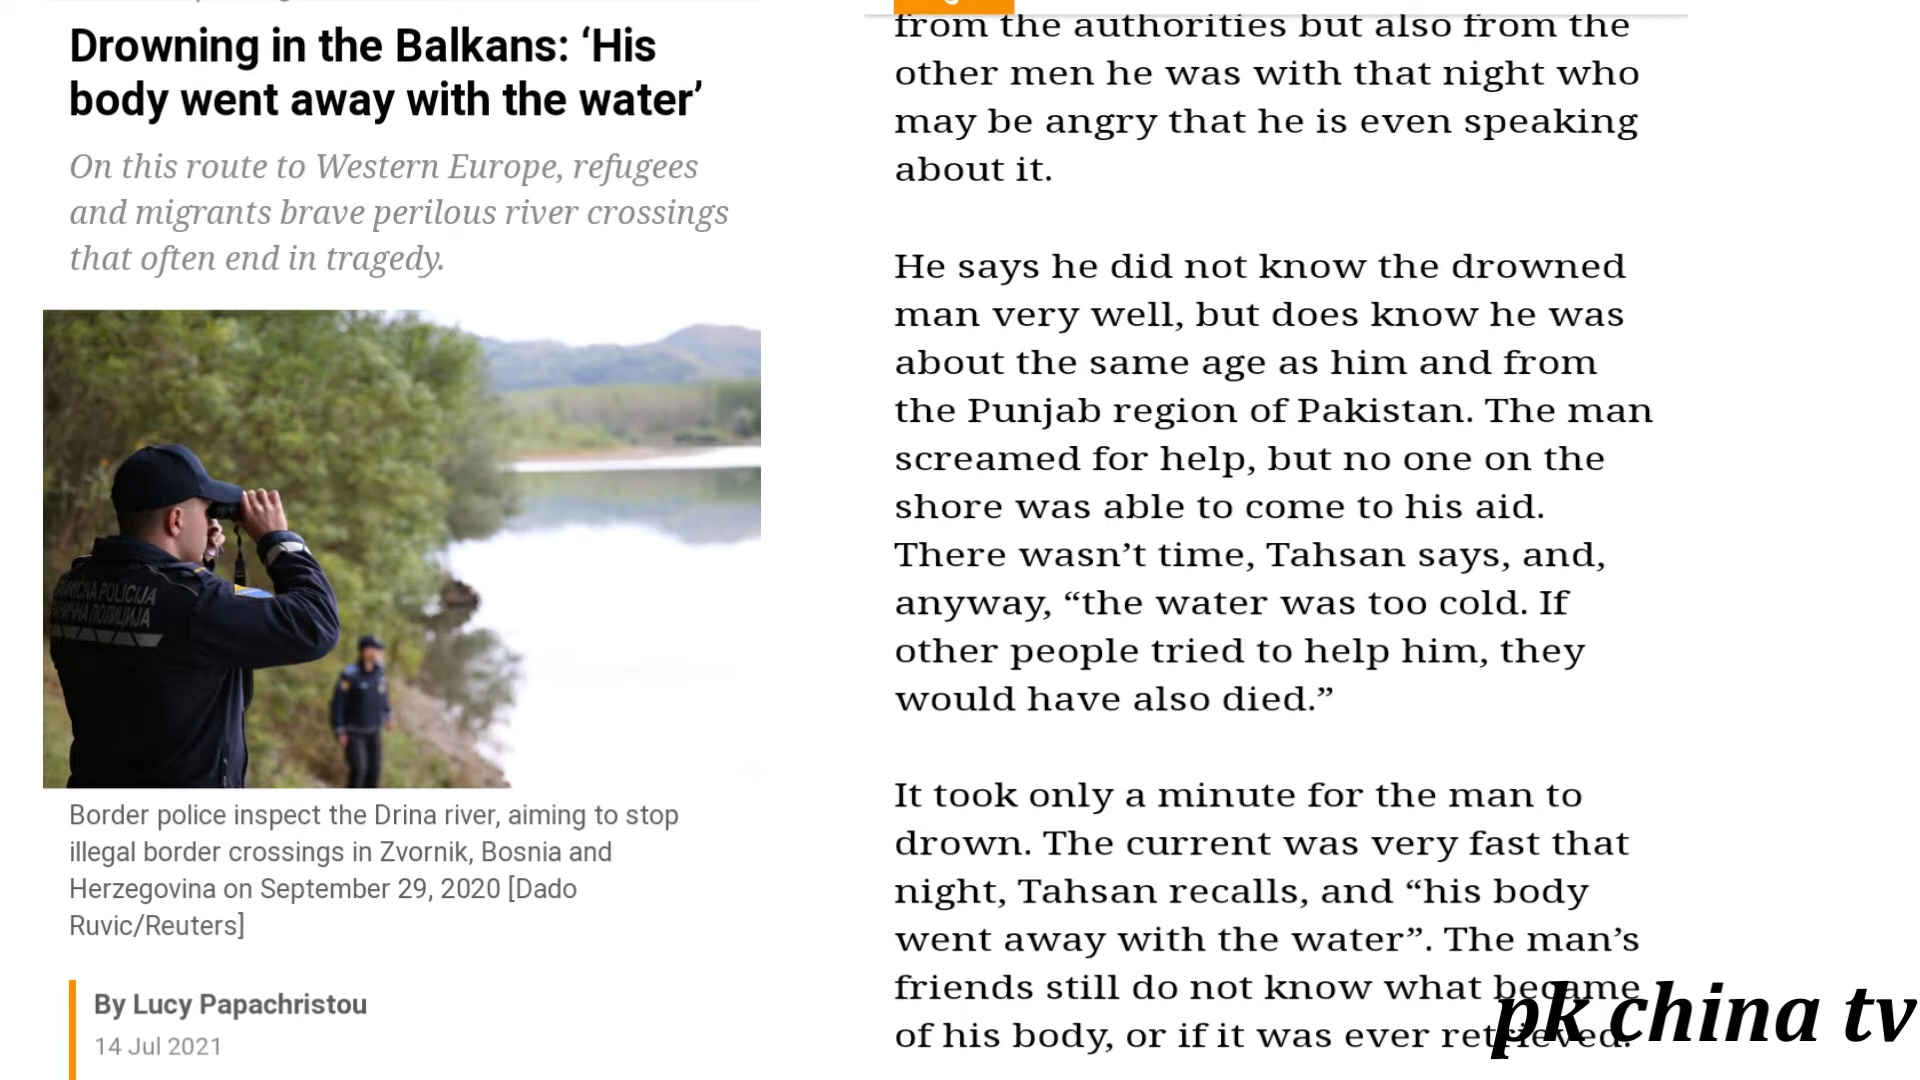 Drowning in the Balkans: ‘His
body went away with the water’
On this route to Western Europe, refugees
and migrants brave perilous river crossings
that often end in tragedy.
GRANIČNA POLICIJA
ГРАНИЧНА ПОЛИЦИЈА
Border police inspect the Drina river, aiming to stop
illegal border crossings in Zvornik, Bosnia and
Herzegovina on September 29, 2020 [Dado
Ruvic/Reuters]
By Lucy Papachristou
14 Jul 2021
from the authorities but also from the
other men he was with that night who
may be angry that he is even speaking
about it.
He says he did not know the drowned
man very well, but does know he was
about the same age as him and from
the Punjab region of Pakistan. The man
screamed for help, but no one on the
shore was able to come to his aid.
There wasn’t time, Tahsan says, and,
anyway, “the water was too cold. If
other people tried to help him, they
would have also died.”
It took only a minute for the man to
drown. The current was very fast that
night, Tahsan recalls, and “his body
went away with the water”. The man’s
friends still do not know what became
of his body, or if it was ever retrieved.
pk china tv